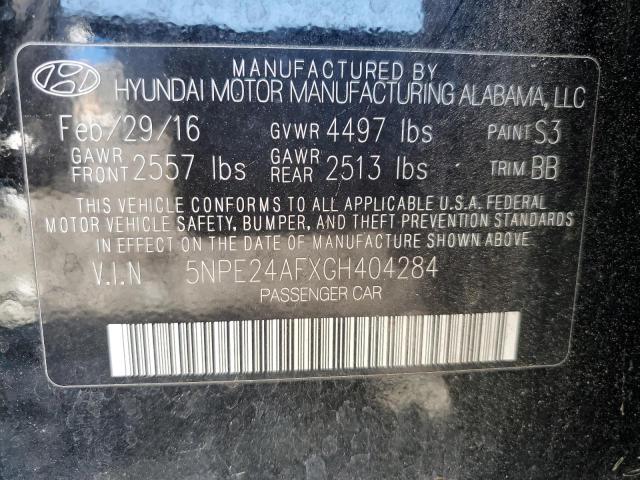 MANUFACTURED BY
HYUNDAI MOTOR MANUFACTURING ALABAMA, LLC
Feb/29/16 GVWR 4497 lbs PAINT S3
GAWR FRONT 2557 lbs GAWR REAR 2513 lbs TRIM BB
THIS VEHICLE CONFORMS TO ALL APPLICABLE U.S.A. FEDERAL
MOTOR VEHICLE SAFETY, BUMPER, AND THEFT PREVENTION STANDARDS
IN EFFECT ON THE DATE OF MANUFACTURE SHOWN ABOVE.
V.I.N 5NPE24AFXGH404284
PASSENGER CAR